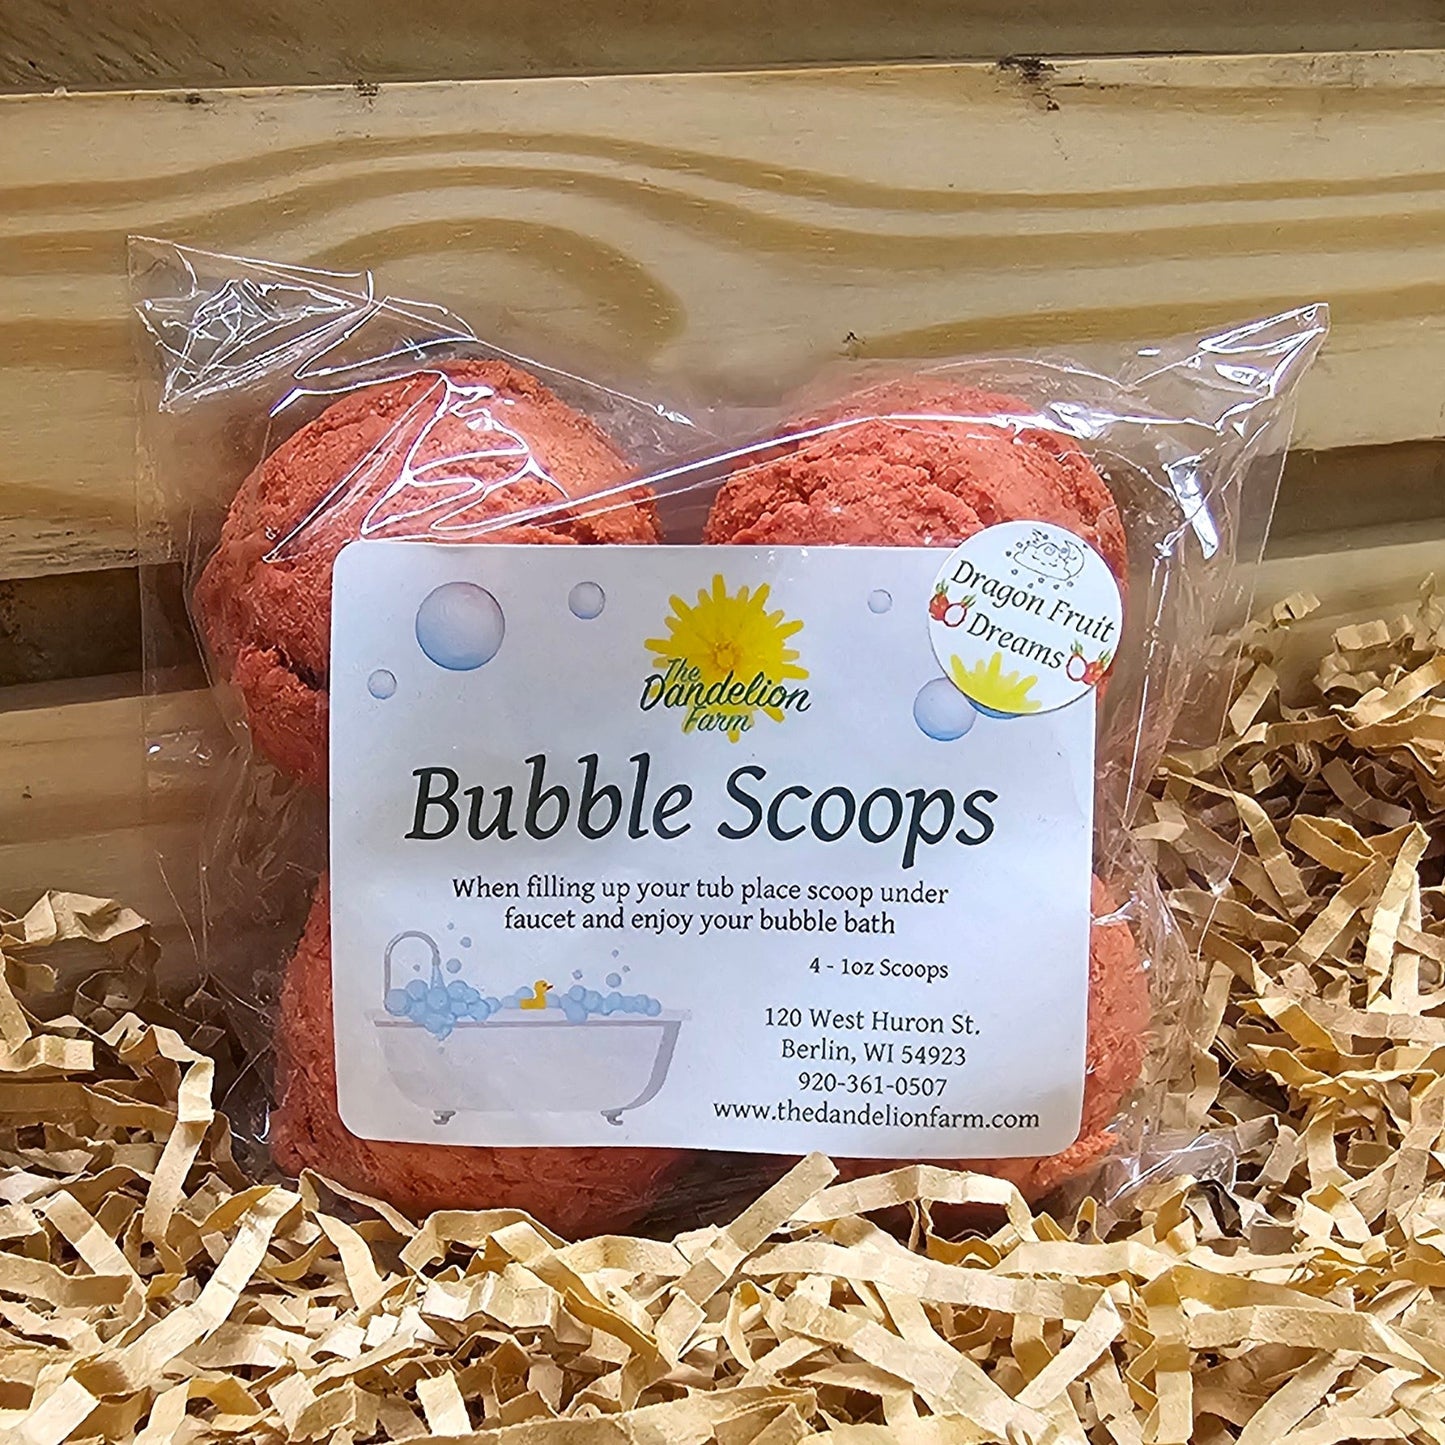 Dragon Fruit
Dreams
The
Dandelion
Farm
Bubble Scoops
When filling up your tub place scoop under
faucet and enjoy your bubble bath
4 - 1oz Scoops
120 West Huron St.
Berlin, WI 54923
920-361-0507
www.thedandelionfarm.com